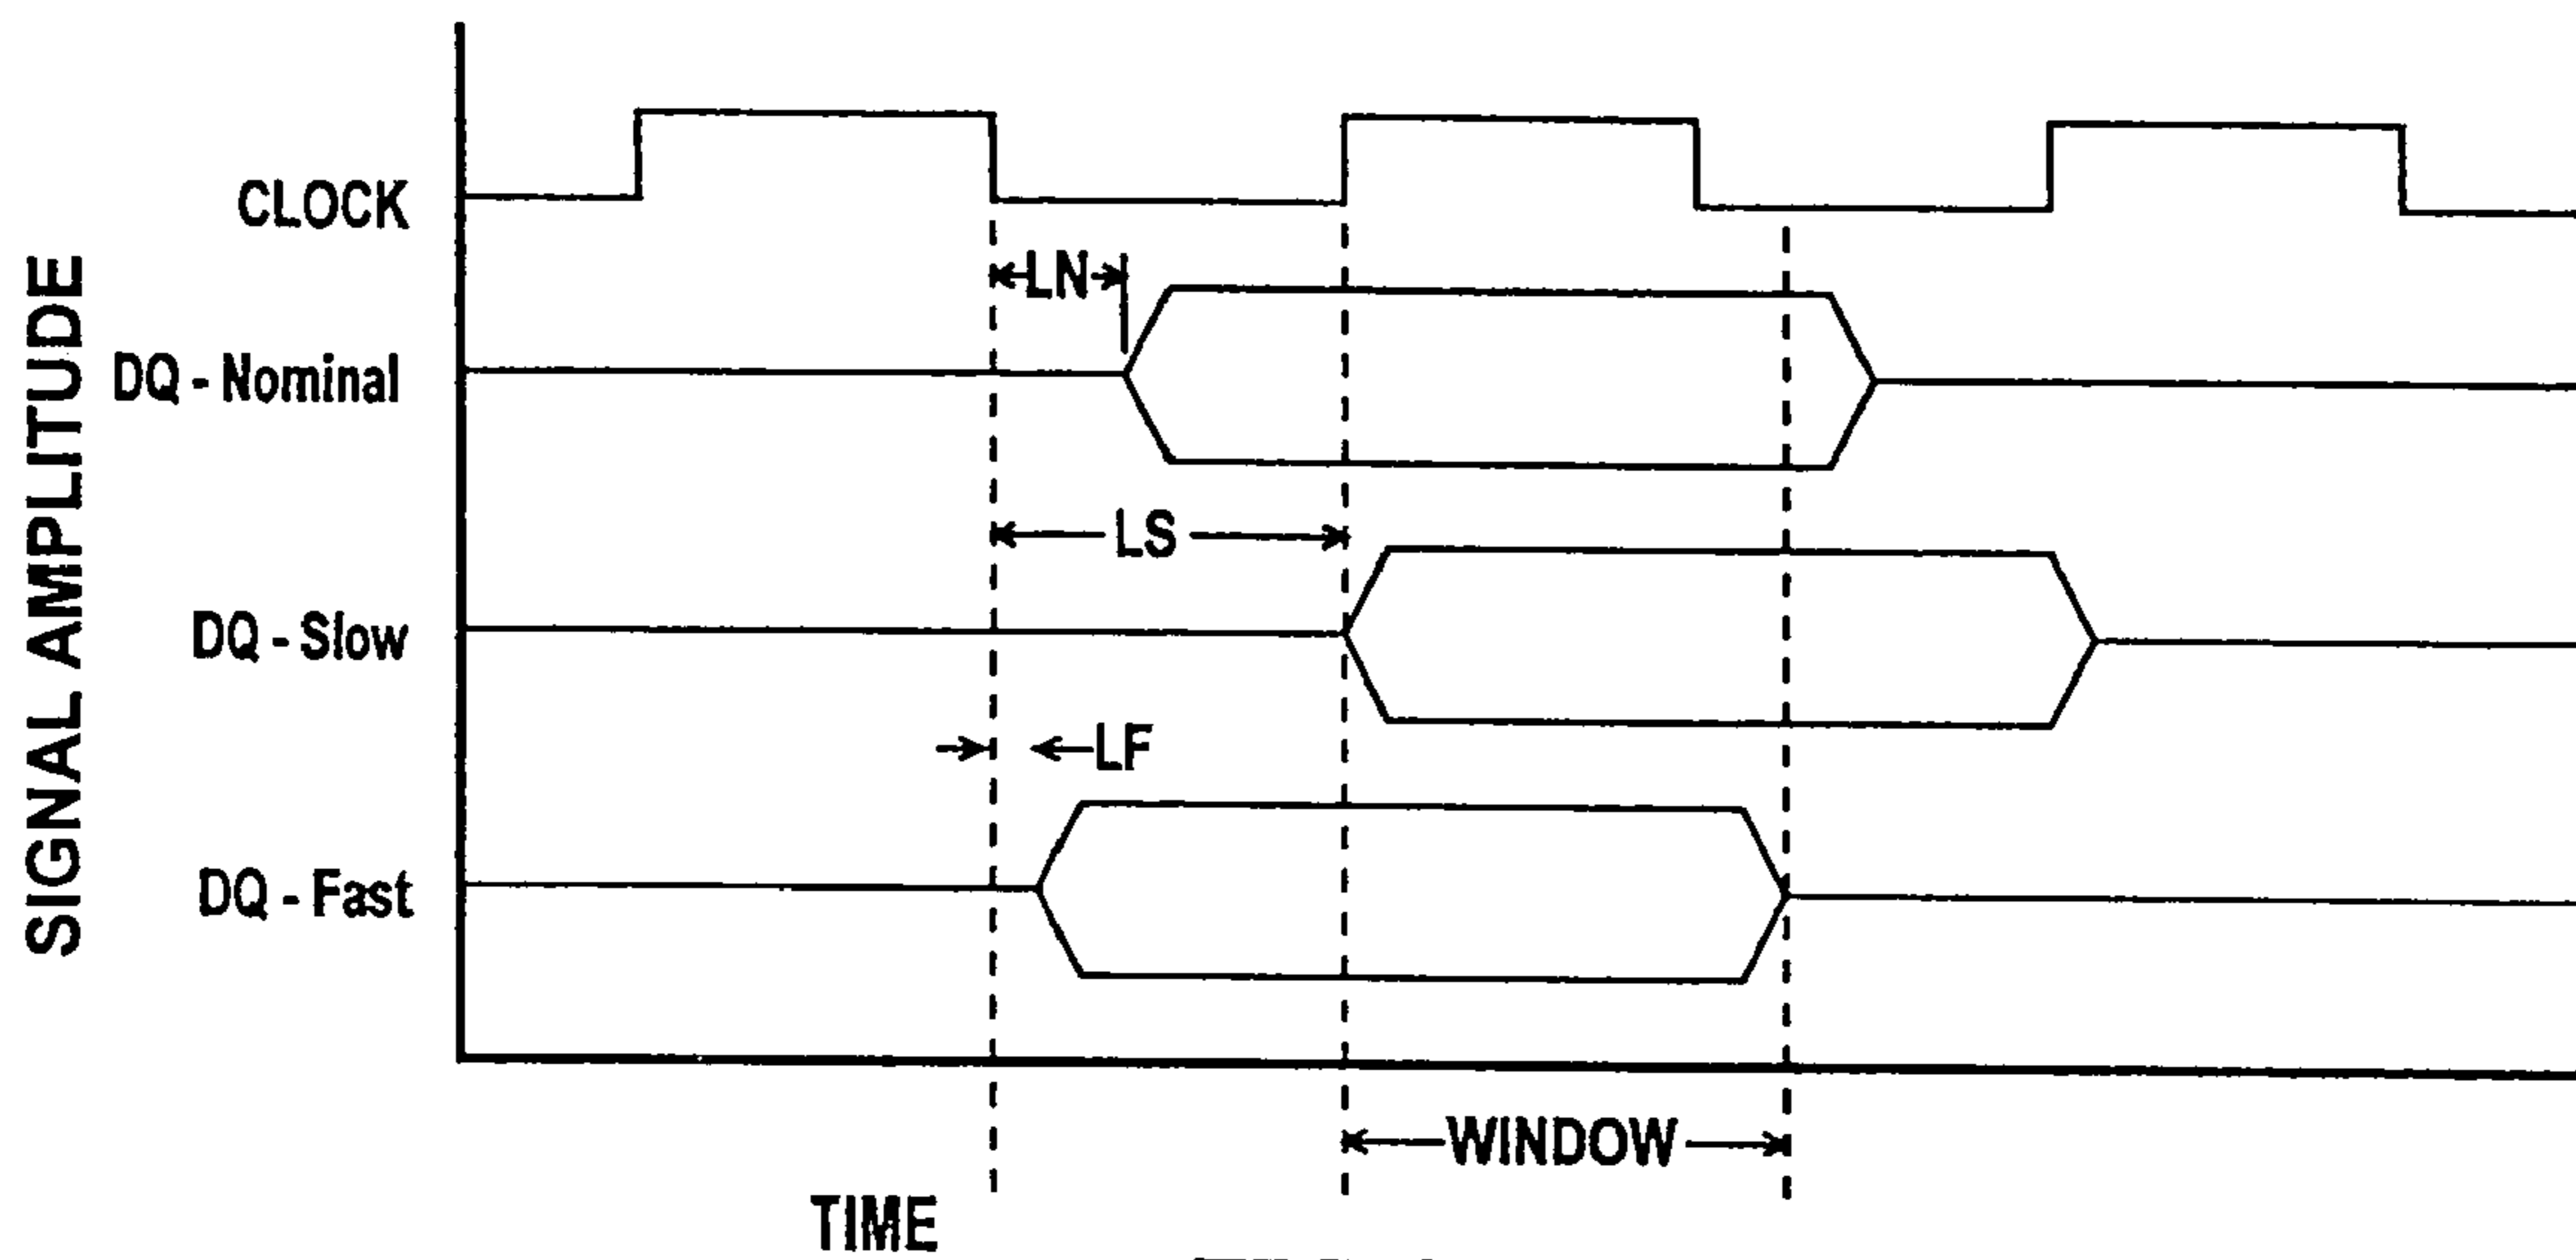 SIGNAL AMPLITUDE
CLOCK
LN
DQ - Nominal
LS
DQ - Slow
LF
DQ - Fast
WINDOW
TIME